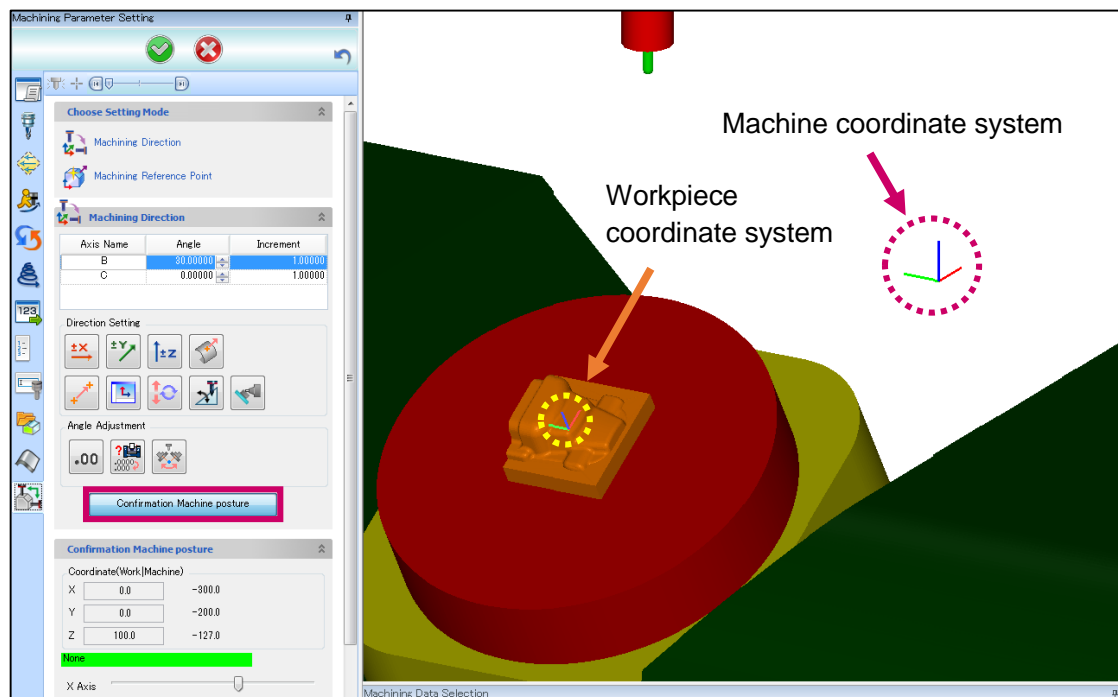 Machining Parameter Setting
Choose Setting Mode
Machining Direction
Machining Reference Point
Machining Direction
Axis Name Angle Increment
B 30.00000 1.00000
C 0.00000 1.00000
Direction Setting
±X ±Y ±Z
Angle Adjustment
.00
Confirmation Machine posture
Confirmation Machine posture
Coordinate(Work|Machine)
X 0.0 -300.0
Y 0.0 -200.0
Z 100.0 -127.0
None
X Axis
123
Machine coordinate system
Workpiece
coordinate system
Machining Data Selection